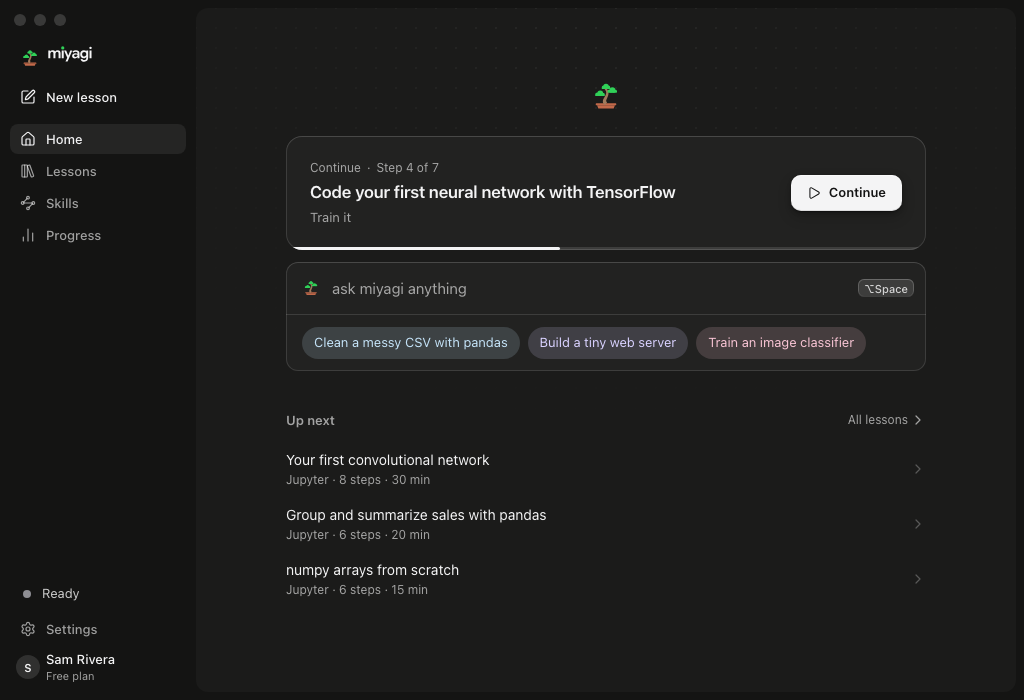 miyagi
New lesson
Home
Lessons
Skills
Progress
Ready
Settings
S
Sam Rivera
Free plan
Continue · Step 4 of 7
Code your first neural network with TensorFlow
Train it
Continue
ask miyagi anything
⌥Space
Clean a messy CSV with pandas
Build a tiny web server
Train an image classifier
Up next
All lessons
Your first convolutional network
Jupyter · 8 steps · 30 min
Group and summarize sales with pandas
Jupyter · 6 steps · 20 min
numpy arrays from scratch
Jupyter · 6 steps · 15 min